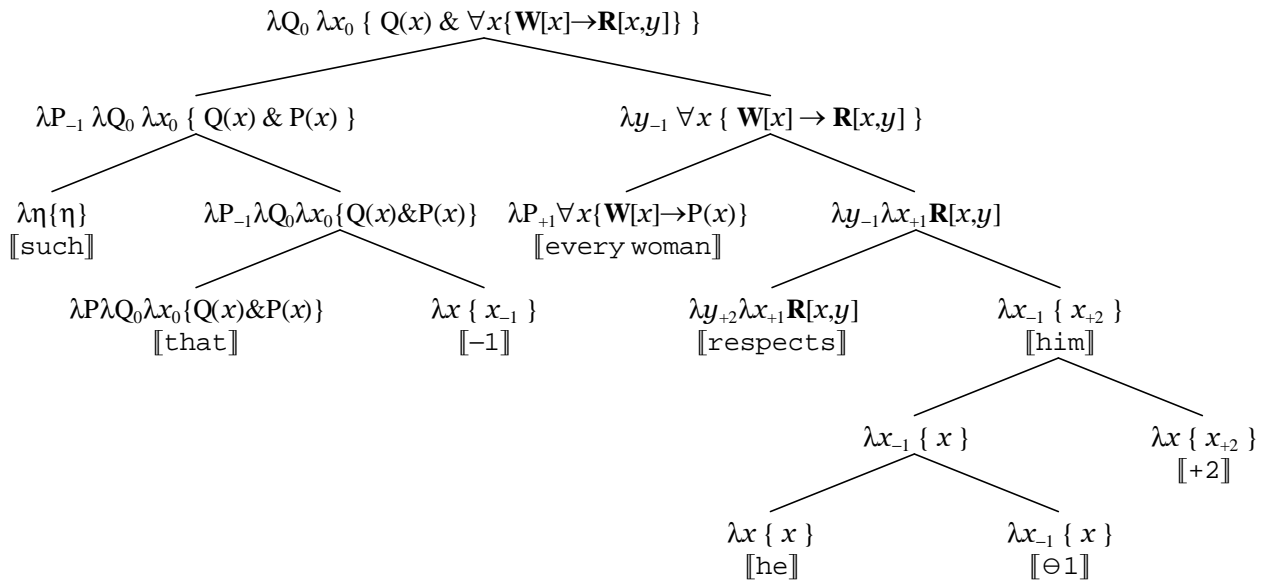 λQ₀ λx₀ { Q(x) & ∀x{W[x]→R[x,y]} }
λP₋₁ λQ₀ λx₀ { Q(x) & P(x) } λy₋₁ ∀x { W[x] → R[x,y] }
λη{η} λP₋₁λQ₀λx₀{Q(x)&P(x)} λP₊₁∀x{W[x]→P(x)} λy₋₁λx₊₁R[x,y]
⟦such⟧ ⟦every woman⟧
λPλQ₀λx₀{Q(x)&P(x)} λx { x₋₁ } λy₊₂λx₊₁R[x,y] λx₋₁ { x₊₂ }
⟦that⟧ ⟦−1⟧ ⟦respects⟧ ⟦him⟧
λx₋₁ { x } λx { x₊₂ }
⟦+2⟧
λx { x } λx₋₁ { x }
⟦he⟧ ⟦⊖1⟧